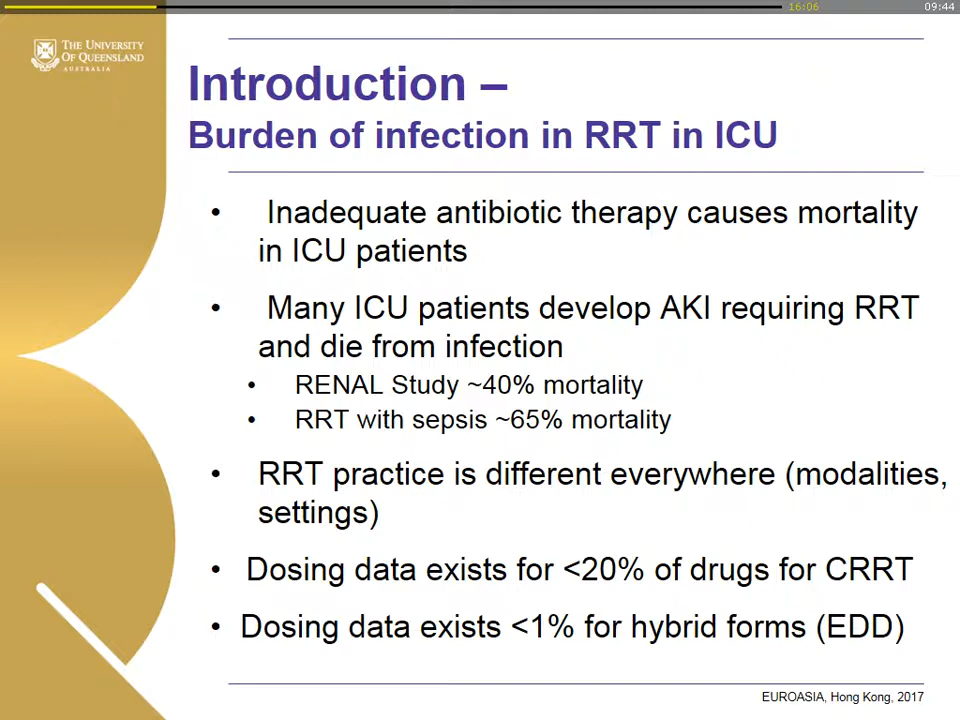 16:06
09:44
THE UNIVERSITY
OF QUEENSLAND
AUSTRALIA
Introduction –
Burden of infection in RRT in ICU
• Inadequate antibiotic therapy causes mortality
in ICU patients
• Many ICU patients develop AKI requiring RRT
and die from infection
• RENAL Study ~40% mortality
• RRT with sepsis ~65% mortality
• RRT practice is different everywhere (modalities,
settings)
• Dosing data exists for <20% of drugs for CRRT
• Dosing data exists <1% for hybrid forms (EDD)
EUROASIA, Hong Kong, 2017